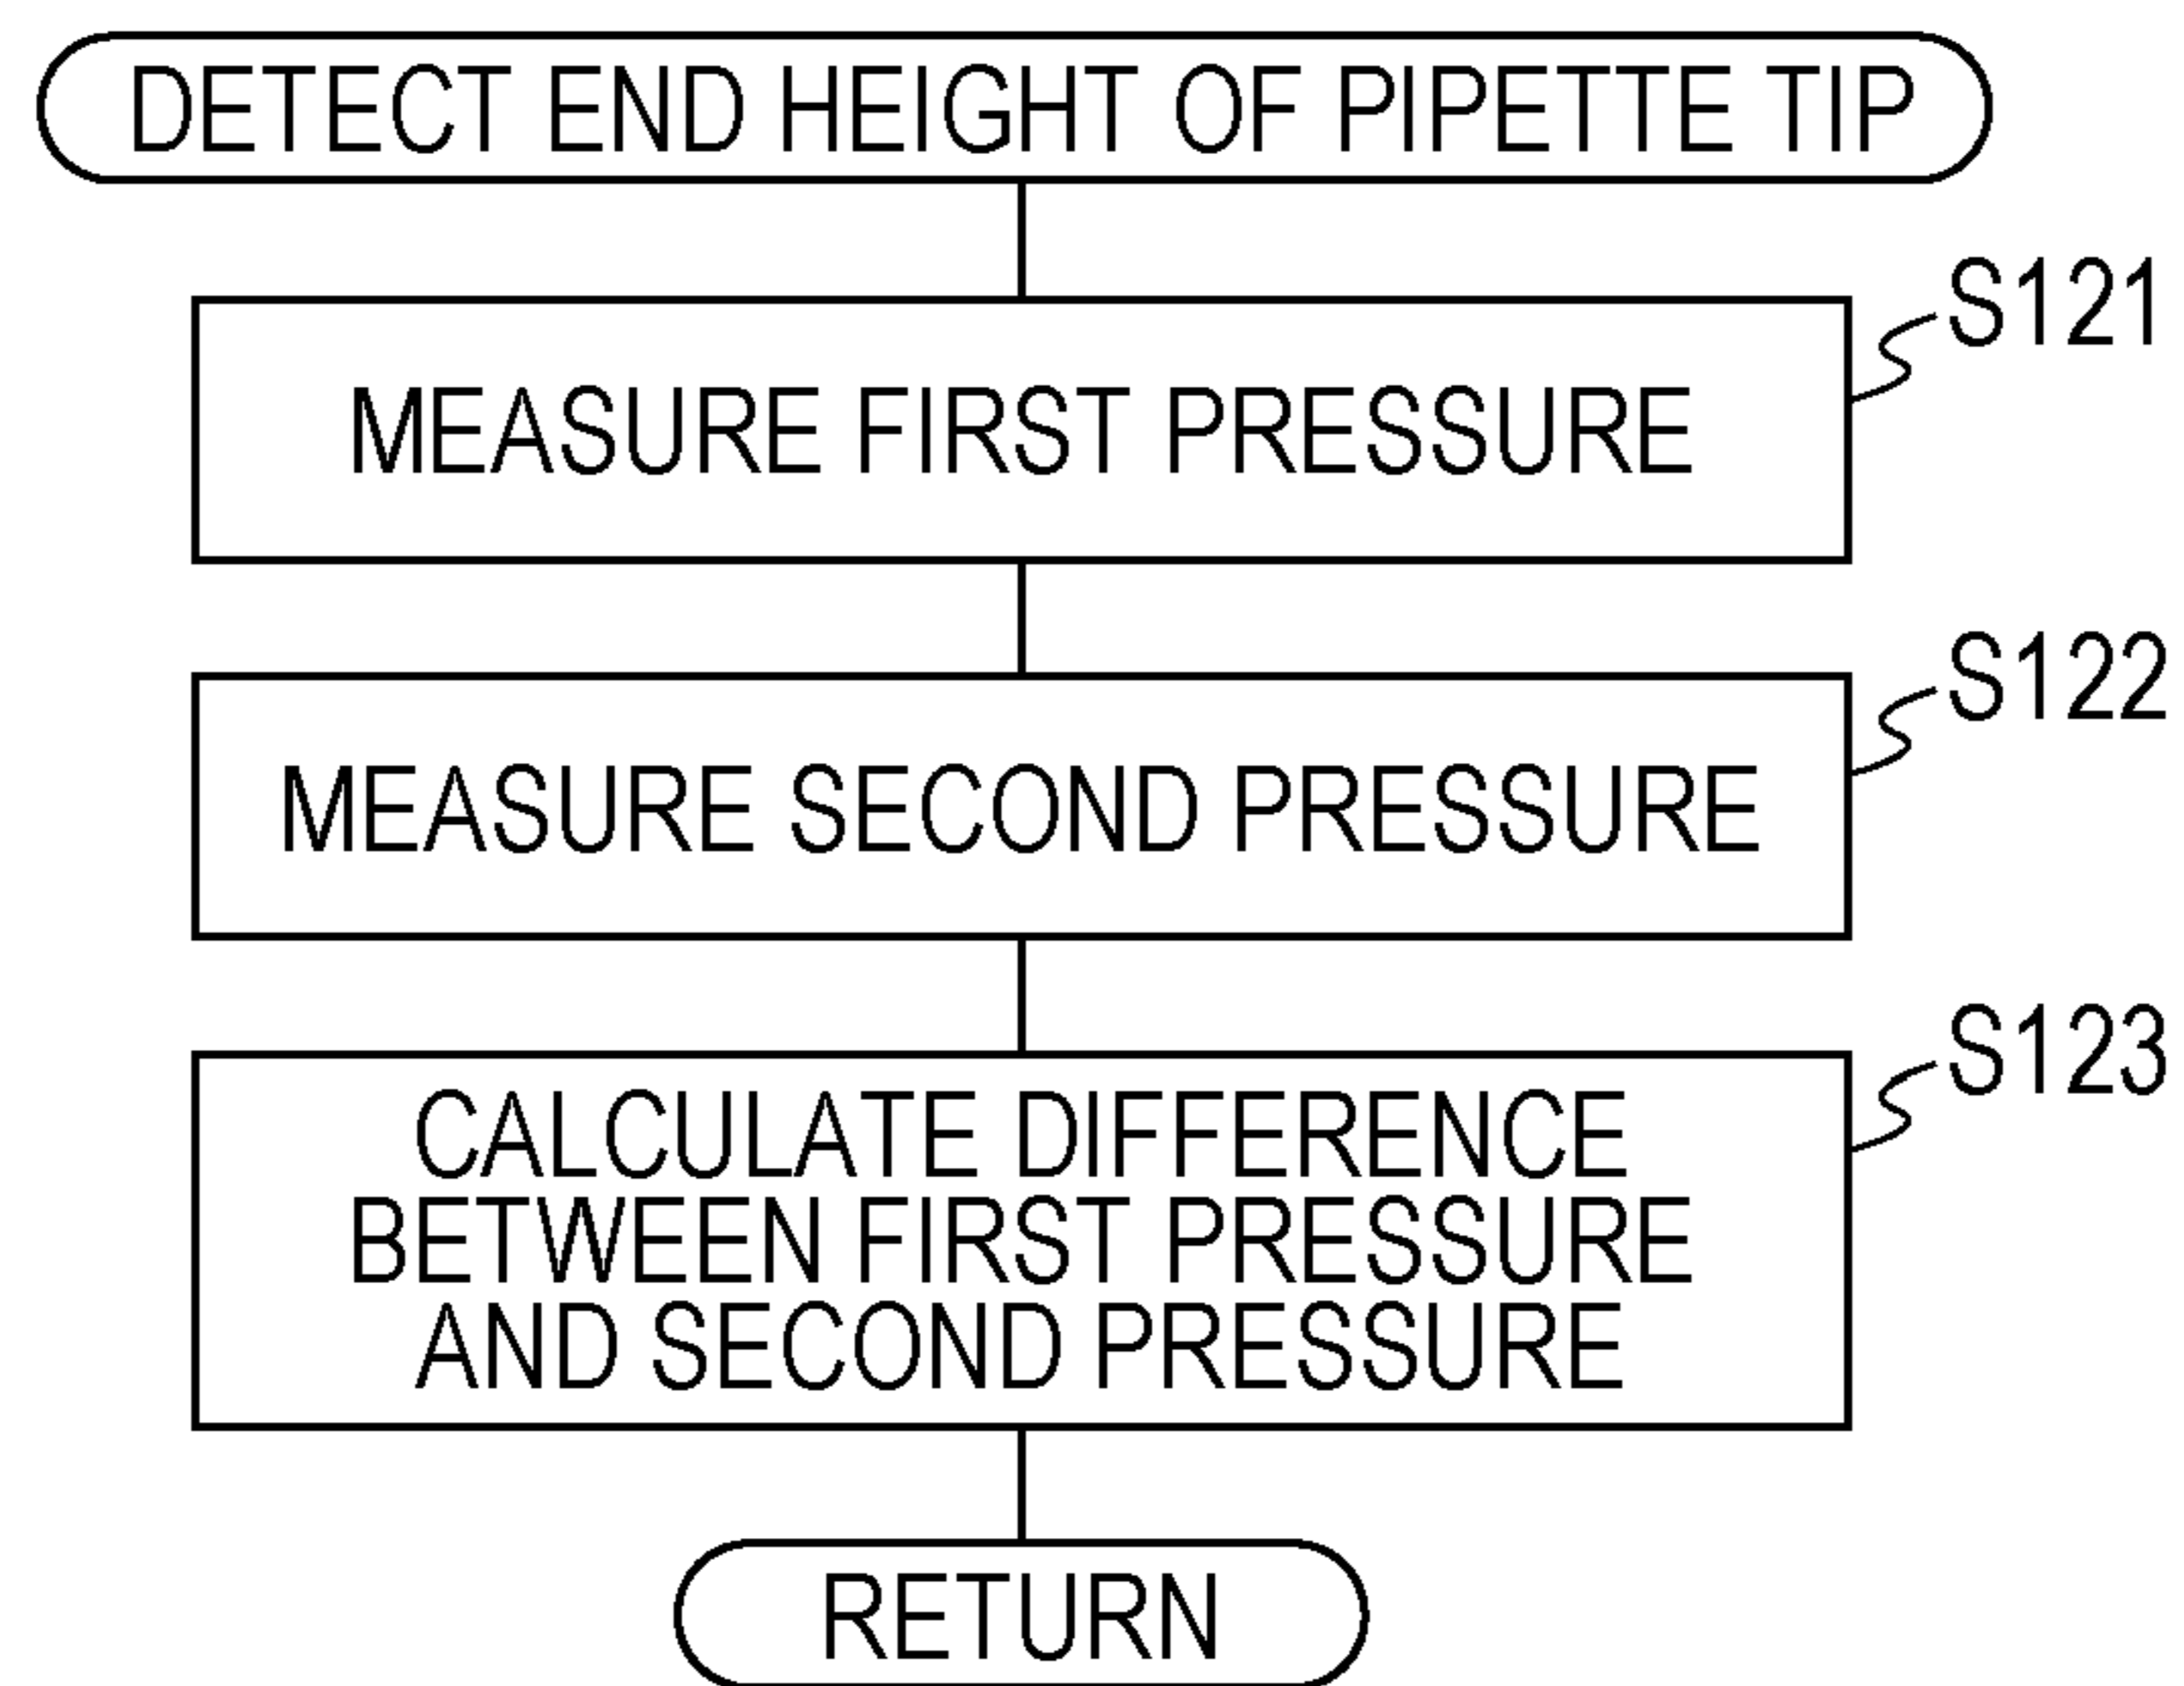 DETECT END HEIGHT OF PIPETTE TIP
S121
MEASURE FIRST PRESSURE
S122
MEASURE SECOND PRESSURE
S123
CALCULATE DIFFERENCE
BETWEEN FIRST PRESSURE
AND SECOND PRESSURE
RETURN